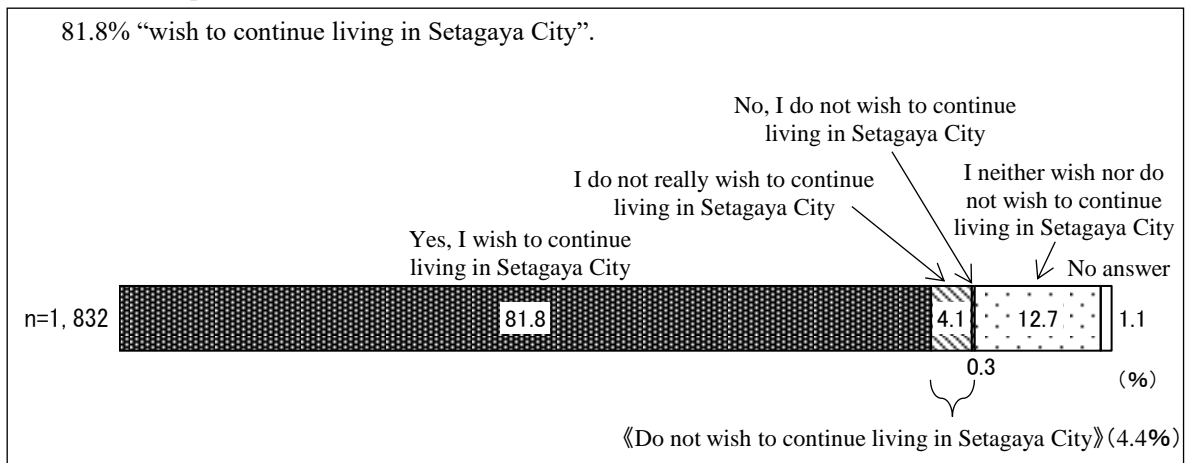 81.8% “wish to continue living in Setagaya City”.
No, I do not wish to continue
living in Setagaya City
I do not really wish to continue
living in Setagaya City
I neither wish nor do
not wish to continue
living in Setagaya City
Yes, I wish to continue
living in Setagaya City
No answer
n=1,832
81.8
4.1
12.7
1.1
0.3
(%)
《Do not wish to continue living in Setagaya City》(4.4%)